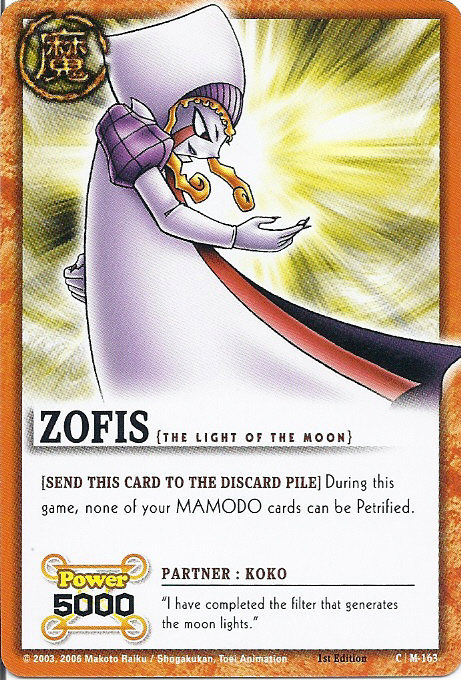 魔
ZOFIS {THE LIGHT OF THE MOON}
[SEND THIS CARD TO THE DISCARD PILE] During this
game, none of your MAMODO cards can be Petrified.
Power
5000
PARTNER : KOKO
"I have completed the filter that generates
the moon lights."
© 2003, 2006 Makoto Raiku / Shogakukan, Toei Animation 1st Edition C | M-163